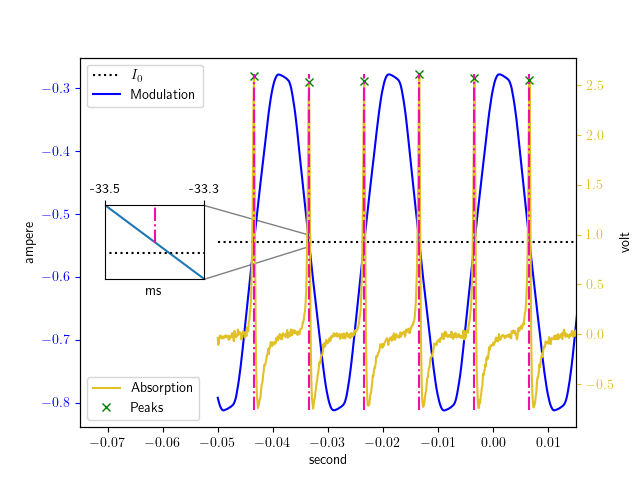 I0
Modulation
−0.3
−0.4
−0.5
−0.6
−0.7
−0.8
ampere
2.5
2.0
1.5
1.0
0.5
0.0
−0.5
volt
-33.5 -33.3
ms
Absorption
Peaks
−0.07 −0.06 −0.05 −0.04 −0.03 −0.02 −0.01 0.00 0.01
second